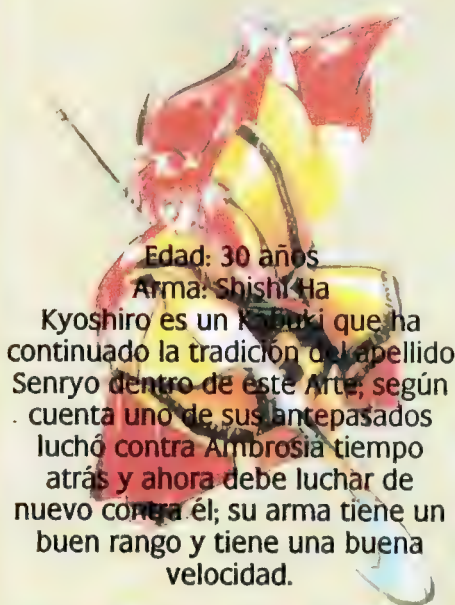 Edad: 30 años
Arma: Shishi Ha
Kyoshiro es un Kabuki que ha
continuado la tradición del apellido
Senryo dentro de este Arte; según
cuenta uno de sus antepasados
luchó contra Ambrosia tiempo
atrás y ahora debe luchar de
nuevo contra él; su arma tiene un
buen rango y tiene una buena
velocidad.